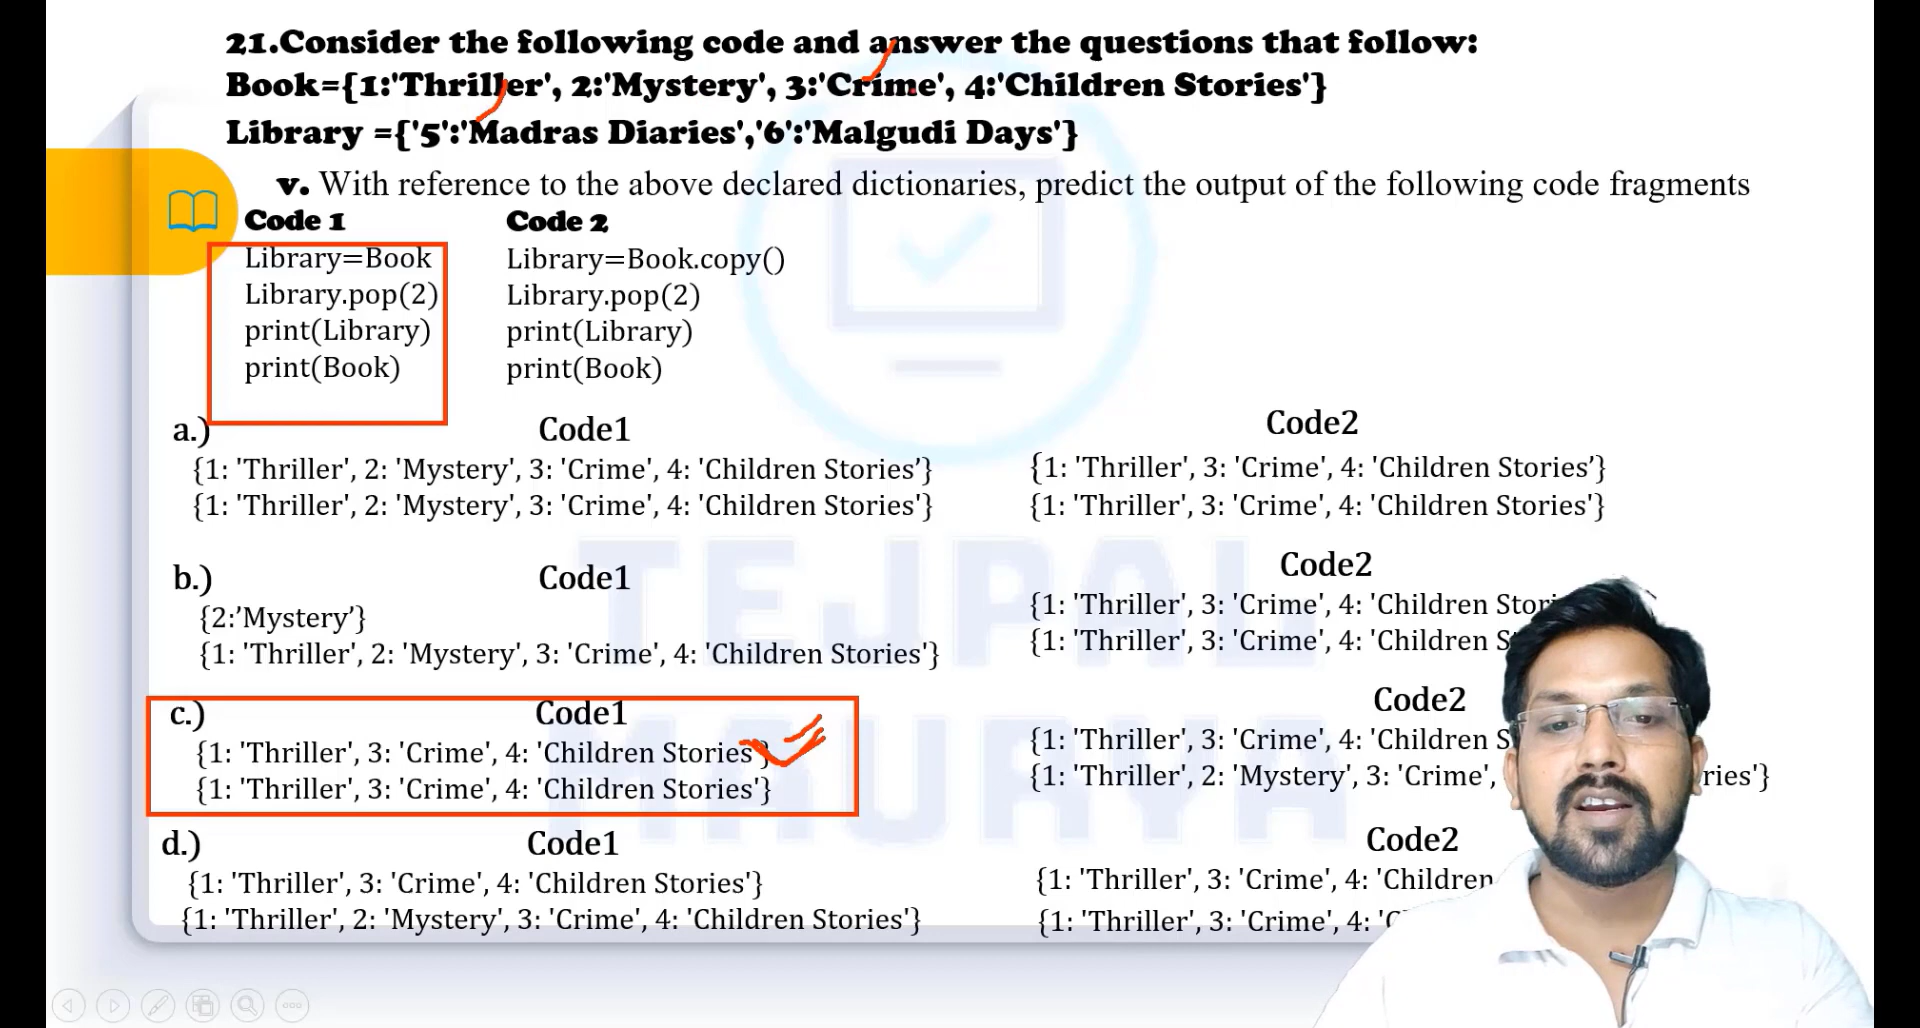 21.Consider the following code and answer the questions that follow:
Book={1:'Thriller', 2:'Mystery', 3:'Crime', 4:'Children Stories'}
Library ={'5':'Madras Diaries','6':'Malgudi Days'}
v. With reference to the above declared dictionaries, predict the output of the following code fragments
Code 1
Library=Book
Library.pop(2)
print(Library)
print(Book)
Code 2
Library=Book.copy()
Library.pop(2)
print(Library)
print(Book)
a.) Code1
{1: 'Thriller', 2: 'Mystery', 3: 'Crime', 4: 'Children Stories’}
{1: 'Thriller', 2: 'Mystery', 3: 'Crime', 4: 'Children Stories'}
Code2
{1: 'Thriller', 3: 'Crime', 4: 'Children Stories’}
{1: 'Thriller', 3: 'Crime', 4: 'Children Stories'}
b.) Code1
{2:’Mystery’}
{1: 'Thriller', 2: 'Mystery', 3: 'Crime', 4: 'Children Stories'}
Code2
{1: 'Thriller', 3: 'Crime', 4: 'Children
{1: 'Thriller', 3: 'Crime', 4: 'Children
c.) Code1
{1: 'Thriller', 3: 'Crime', 4: 'Children Stories'}
{1: 'Thriller', 3: 'Crime', 4: 'Children Stories'}
Code2
{1: 'Thriller', 3: 'Crime', 4: 'Children
{1: 'Thriller', 2: 'Mystery', 3: 'Crime',
d.) Code1
{1: 'Thriller', 3: 'Crime', 4: 'Children Stories'}
{1: 'Thriller', 2: 'Mystery', 3: 'Crime', 4: 'Children Stories'}
Code2
{1: 'Thriller', 3: 'Crime', 4: 'Children
{1: 'Thriller', 3: 'Crime', 4:
TEJPAL
MAURYA